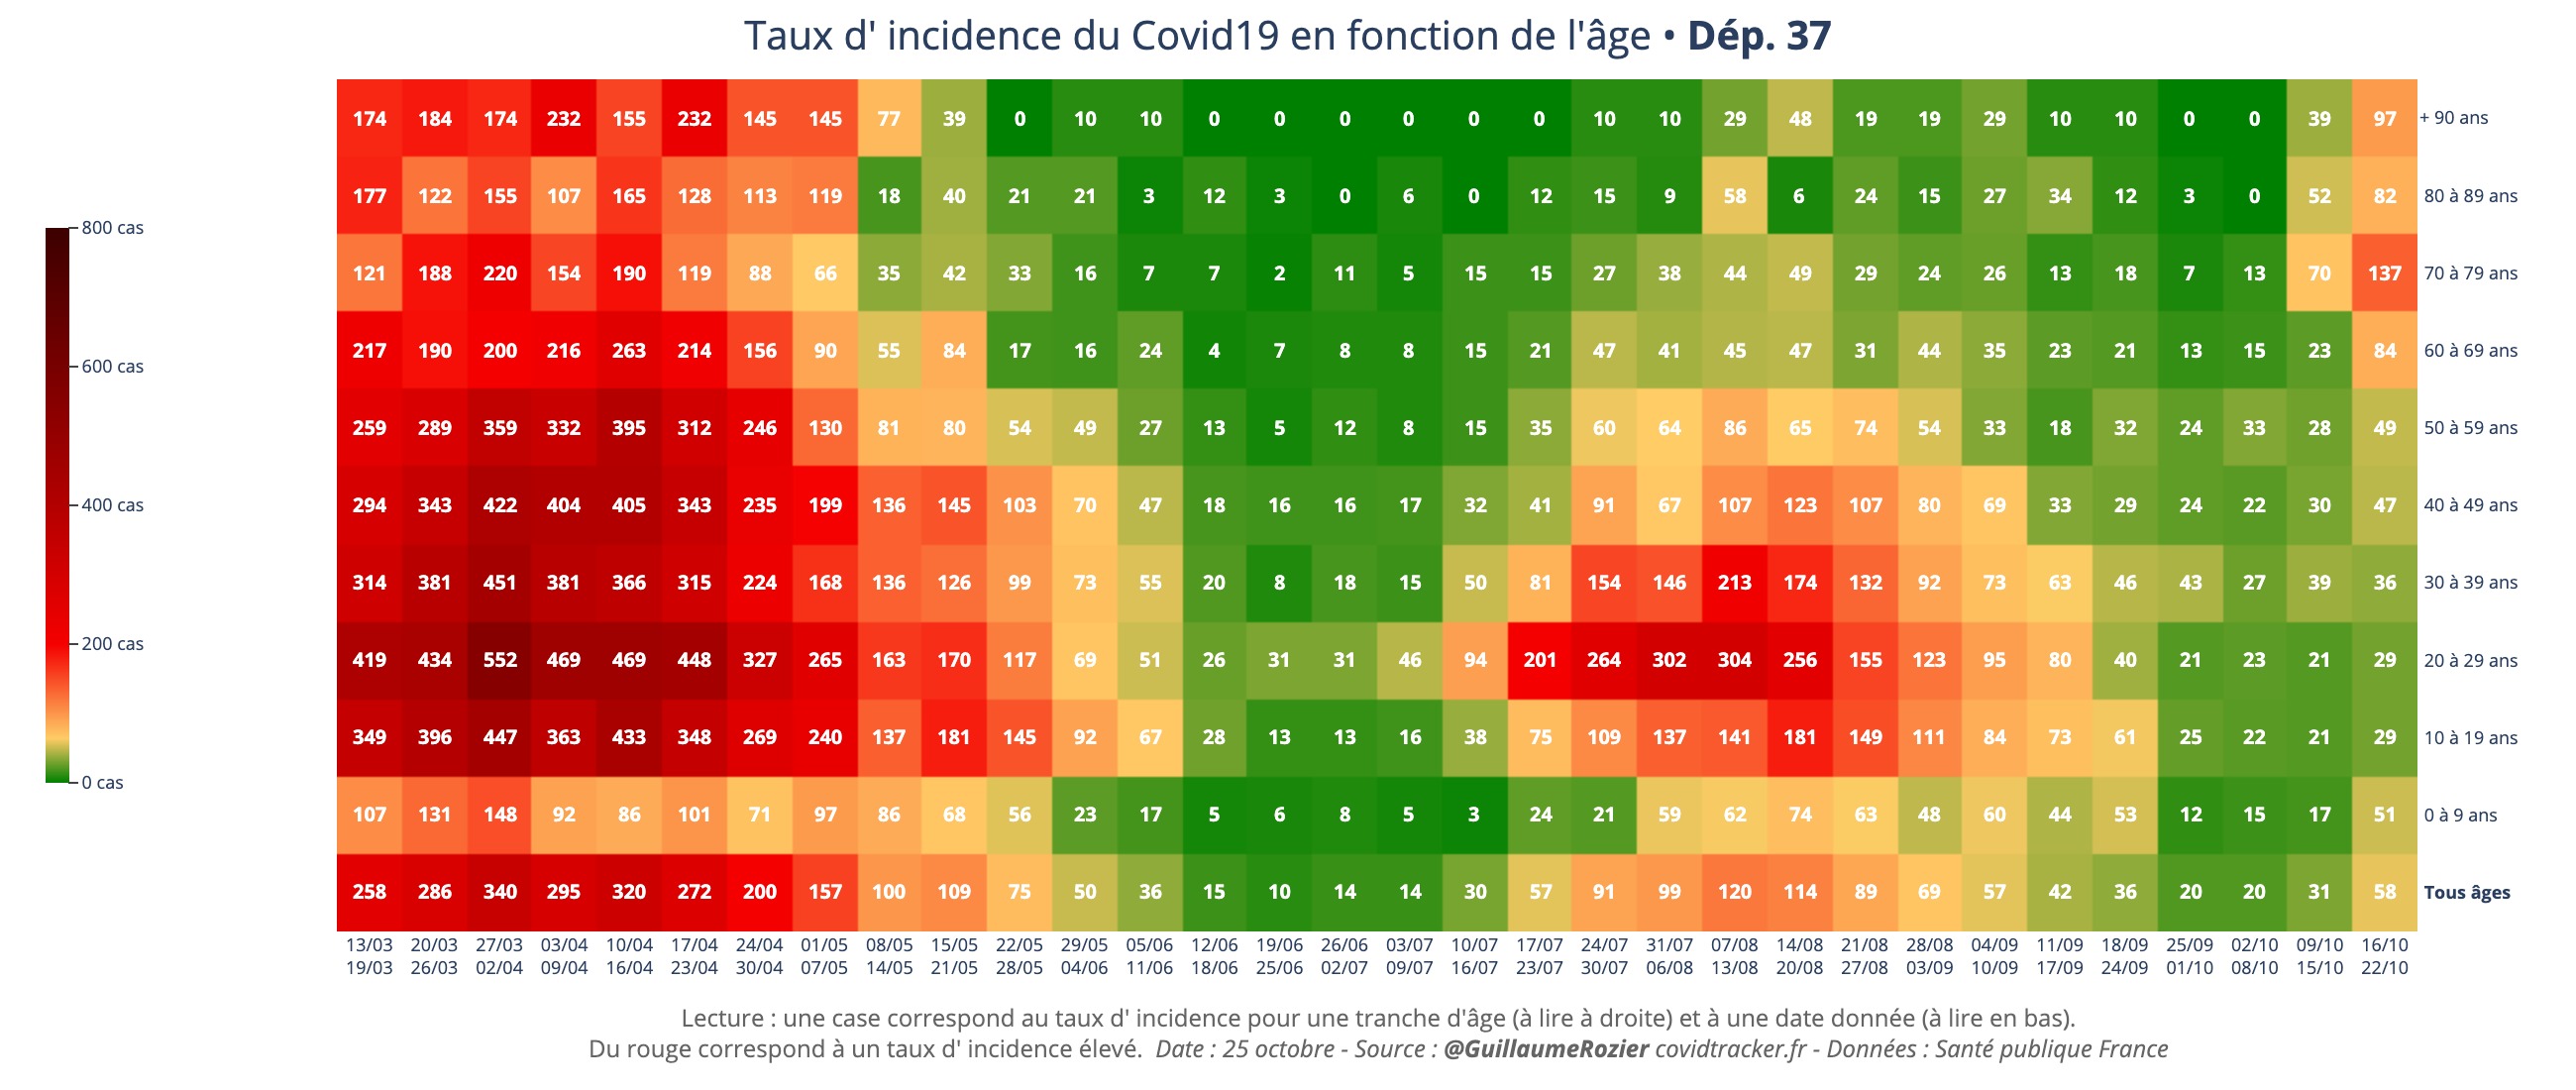 Taux d' incidence du Covid19 en fonction de l'âge • Dép. 37
800 cas
600 cas
400 cas
200 cas
0 cas
174 184 174 232 155 232 145 145 77 39 0 10 10 0 0 0 0 0 0 10 10 29 48 19 19 29 10 10 0 0 39 97 + 90 ans
177 122 155 107 165 128 113 119 18 40 21 21 3 12 3 0 6 0 12 15 9 58 6 24 15 27 34 12 3 0 52 82 80 à 89 ans
121 188 220 154 190 119 88 66 35 42 33 16 7 7 2 11 5 15 15 27 38 44 49 29 24 26 13 18 7 13 70 137 70 à 79 ans
217 190 200 216 263 214 156 90 55 84 17 16 24 4 7 8 8 15 21 47 41 45 47 31 44 35 23 21 13 15 23 84 60 à 69 ans
259 289 359 332 395 312 246 130 81 80 54 49 27 13 5 12 8 15 35 60 64 86 65 74 54 33 18 32 24 33 28 49 50 à 59 ans
294 343 422 404 405 343 235 199 136 145 103 70 47 18 16 16 17 32 41 91 67 107 123 107 80 69 33 29 24 22 30 47 40 à 49 ans
314 381 451 381 366 315 224 168 136 126 99 73 55 20 8 18 15 50 81 154 146 213 174 132 92 73 63 46 43 27 39 36 30 à 39 ans
419 434 552 469 469 448 327 265 163 170 117 69 51 26 31 31 46 94 201 264 302 304 256 155 123 95 80 40 21 23 21 29 20 à 29 ans
349 396 447 363 433 348 269 240 137 181 145 92 67 28 13 13 16 38 75 109 137 141 181 149 111 84 73 61 25 22 21 29 10 à 19 ans
107 131 148 92 86 101 71 97 86 68 56 23 17 5 6 8 5 3 24 21 59 62 74 63 48 60 44 53 12 15 17 51 0 à 9 ans
258 286 340 295 320 272 200 157 100 109 75 50 36 15 10 14 14 30 57 91 99 120 114 89 69 57 42 36 20 20 31 58 Tous âges
13/03 20/03 27/03 03/04 10/04 17/04 24/04 01/05 08/05 15/05 22/05 29/05 05/06 12/06 19/06 26/06 03/07 10/07 17/07 24/07 31/07 07/08 14/08 21/08 28/08 04/09 11/09 18/09 25/09 02/10 09/10 16/10
19/03 26/03 02/04 09/04 16/04 23/04 30/04 07/05 14/05 21/05 28/05 04/06 11/06 18/06 25/06 02/07 09/07 16/07 23/07 30/07 06/08 13/08 20/08 27/08 03/09 10/09 17/09 24/09 01/10 08/10 15/10 22/10
Lecture : une case correspond au taux d' incidence pour une tranche d'âge (à lire à droite) et à une date donnée (à lire en bas).
Du rouge correspond à un taux d' incidence élevé. Date : 25 octobre - Source : @GuillaumeRozier covidtracker.fr - Données : Santé publique France